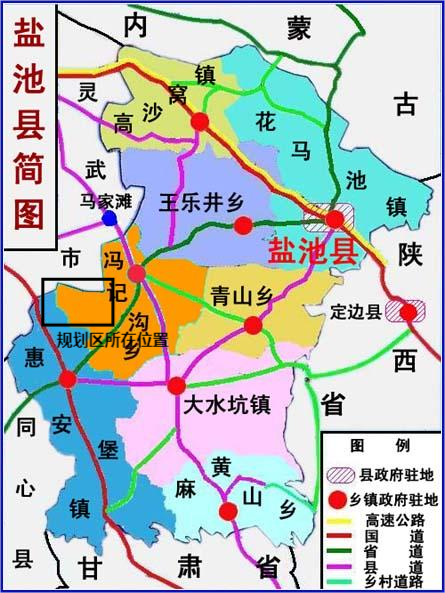 盐池县简图
内蒙古
灵武市
高沙窝镇
花马池镇
马家滩
王乐井乡
盐池县
陕西省
冯记沟乡
青山乡
定边县
规划区所在位置
惠安堡镇
大水坑镇
同心县
麻黄山乡
甘肃省
图例
县政府驻地
乡镇政府驻地
高速公路
国道
省道
县道
乡村道路